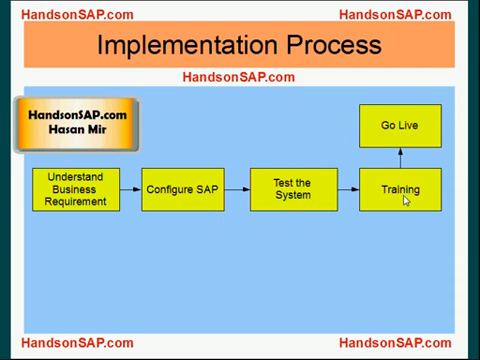 HandsonSAP.com
HandsonSAP.com
Implementation Process
HandsonSAP.com
HandsonSAP.com
Hasan Mir
Go Live
Understand
Business
Requirement
Configure SAP
Test the
System
Training
HandsonSAP.com
HandsonSAP.com